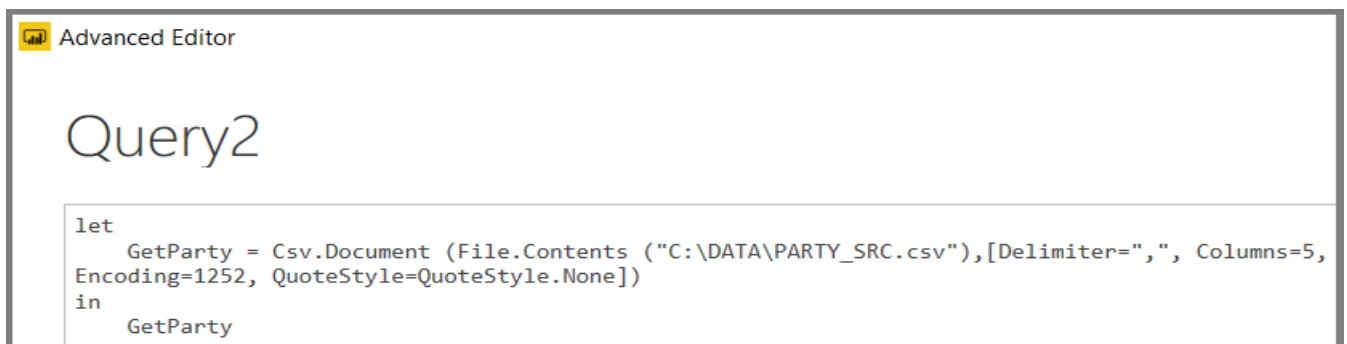 Advanced Editor
Query2
let
    GetParty = Csv.Document (File.Contents ("C:\DATA\PARTY_SRC.csv"),[Delimiter=",", Columns=5,
Encoding=1252, QuoteStyle=QuoteStyle.None])
in
    GetParty